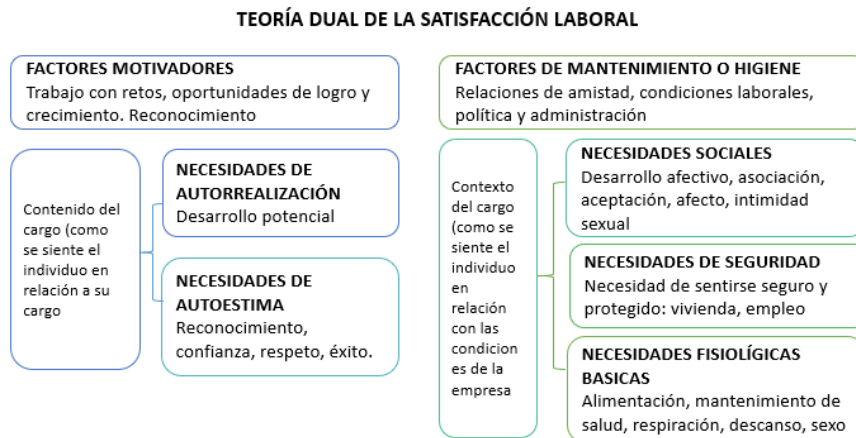 TEORÍA DUAL DE LA SATISFACCIÓN LABORAL
FACTORES MOTIVADORES
Trabajo con retos, oportunidades de logro y
crecimiento. Reconocimiento
Contenido del
cargo (como
se siente el
individuo en
relación a su
cargo
NECESIDADES DE
AUTORREALIZACIÓN
Desarrollo potencial
NECESIDADES DE
AUTOESTIMA
Reconocimiento,
confianza, respeto, éxito.
FACTORES DE MANTENIMIENTO O HIGIENE
Relaciones de amistad, condiciones laborales,
política y administración
Contexto
del cargo
(como se
siente el
individuo
en
relación
con las
condicion
es de la
empresa
NECESIDADES SOCIALES
Desarrollo afectivo, asociación,
aceptación, afecto, intimidad
sexual
NECESIDADES DE SEGURIDAD
Necesidad de sentirse seguro y
protegido: vivienda, empleo
NECESIDADES FISIOLÍGICAS
BASICAS
Alimentación, mantenimiento de
salud, respiración, descanso, sexo